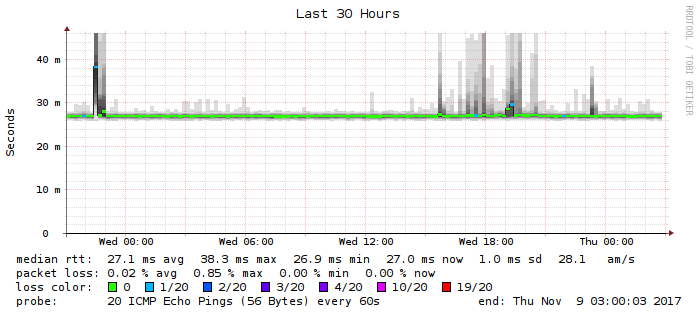 Last 30 Hours
RRDTOOL / TOBI OETIKER
Seconds
40 m
30 m
20 m
10 m
0
Wed 00:00 Wed 06:00 Wed 12:00 Wed 18:00 Thu 00:00
median rtt: 27.1 ms avg 38.3 ms max 26.9 ms min 27.0 ms now 1.0 ms sd 28.1 am/s
packet loss: 0.02 % avg 0.85 % max 0.00 % min 0.00 % now
loss color: 0 1/20 2/20 3/20 4/20 10/20 19/20
probe: 20 ICMP Echo Pings (56 Bytes) every 60s end: Thu Nov 9 03:00:03 2017